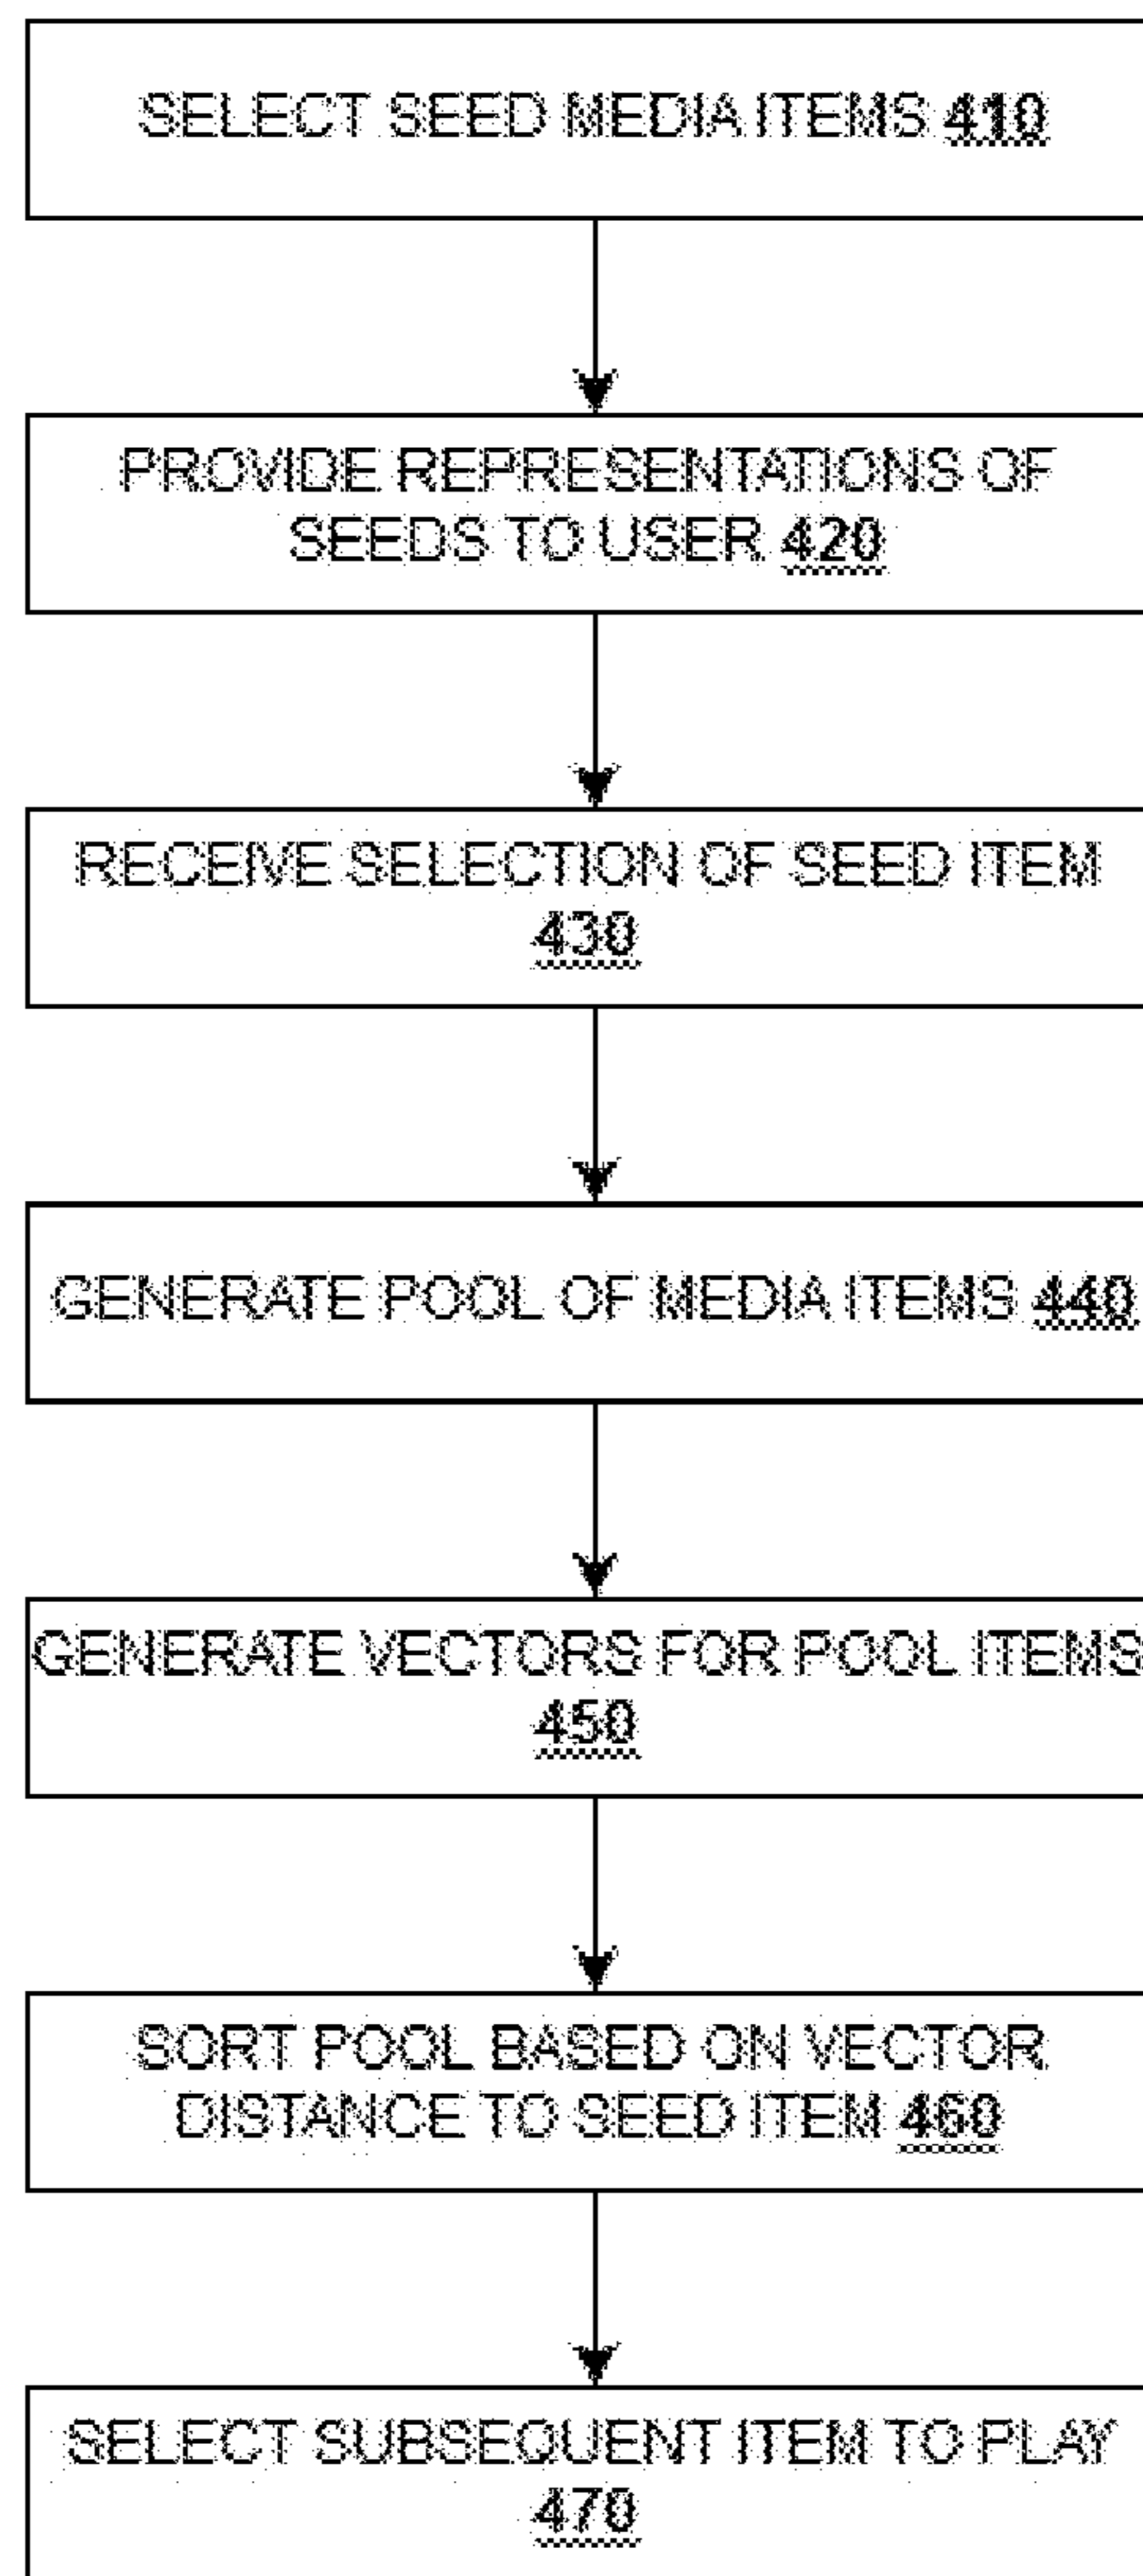 SELECT SEED MEDIA ITEMS 410
PROVIDE REPRESENTATIONS OF
SEEDS TO USER 420
RECEIVE SELECTION OF SEED ITEM
430
GENERATE POOL OF MEDIA ITEMS 440
GENERATE VECTORS FOR POOL ITEMS
450
SORT POOL BASED ON VECTOR
DISTANCE TO SEED ITEM 460
SELECT SUBSEQUENT ITEM TO PLAY
470